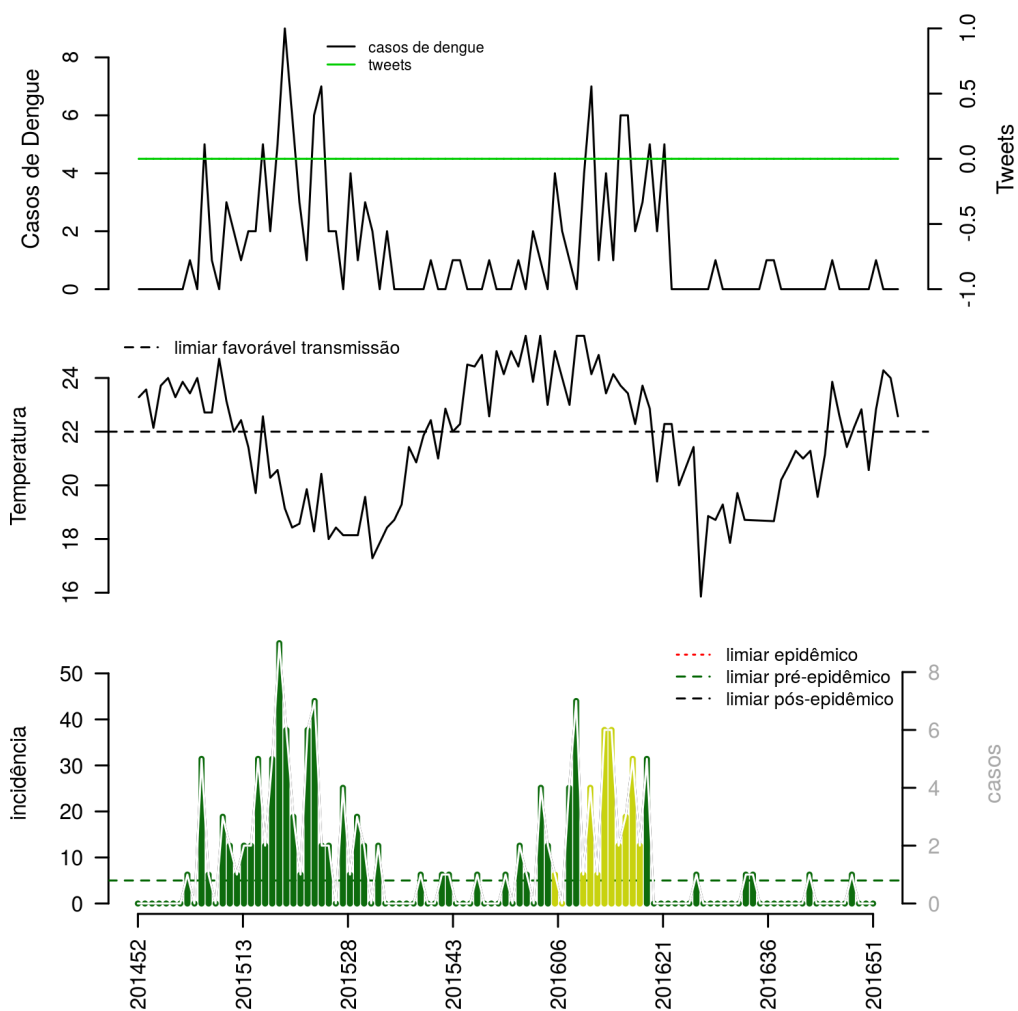 casos de dengue
tweets
Casos de Dengue
0 2 4 6 8
Tweets
-1.0 -0.5 0.0 0.5 1.0
limiar favorável transmissão
Temperatura
16 18 20 22 24
limiar epidêmico
limiar pré-epidêmico
limiar pós-epidêmico
incidência
0 10 20 30 40 50
casos
0 2 4 6 8
201452 201513 201528 201543 201606 201621 201636 201651